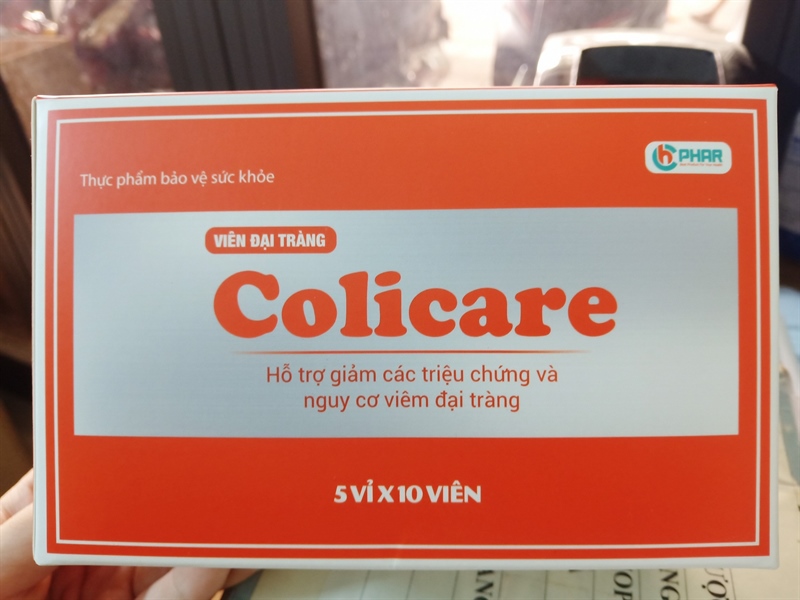 Thực phẩm bảo vệ sức khỏe
PHAR
VIÊN ĐẠI TRÀNG
Colicare
Hỗ trợ giảm các triệu chứng và
nguy cơ viêm đại tràng
5 VỈ X 10 VIÊN